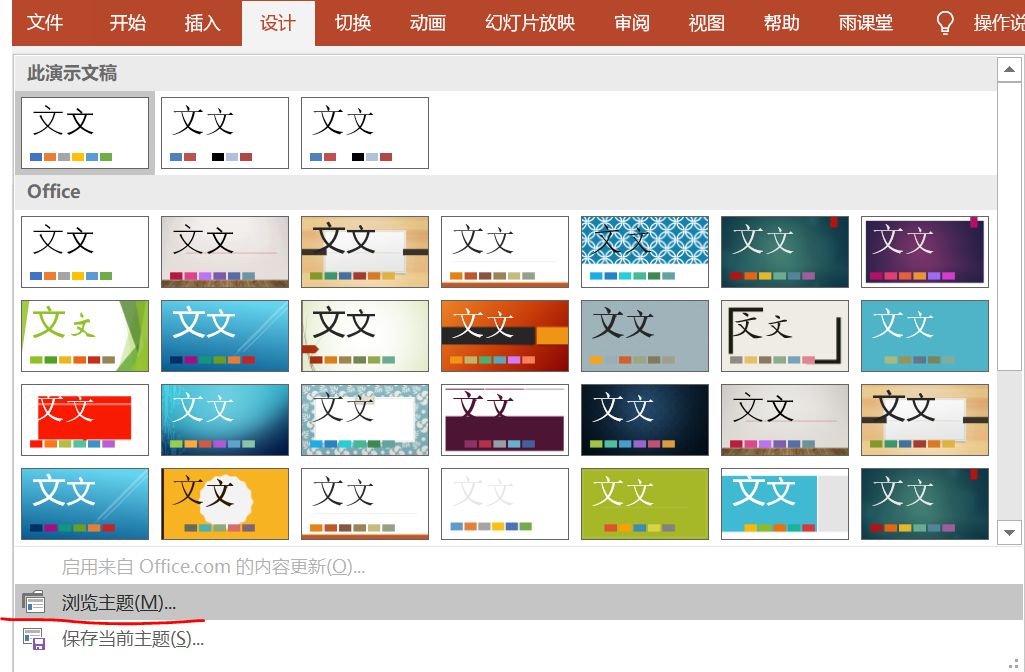 文件 开始 插入 设计 切换 动画 幻灯片放映 审阅 视图 帮助 雨课堂 操作说
此演示文稿
文文 文文 文文
Office
文文 文文 文文 文文 文文 文文 文文
文文 文文 文文 文文 文文 文文 文文
文文 文文 文文 文文 文文 文文 文文
文文 文文 文文 文文 文文 文文 文文
启用来自 Office.com 的内容更新(O)...
浏览主题(M)...
保存当前主题(S)...